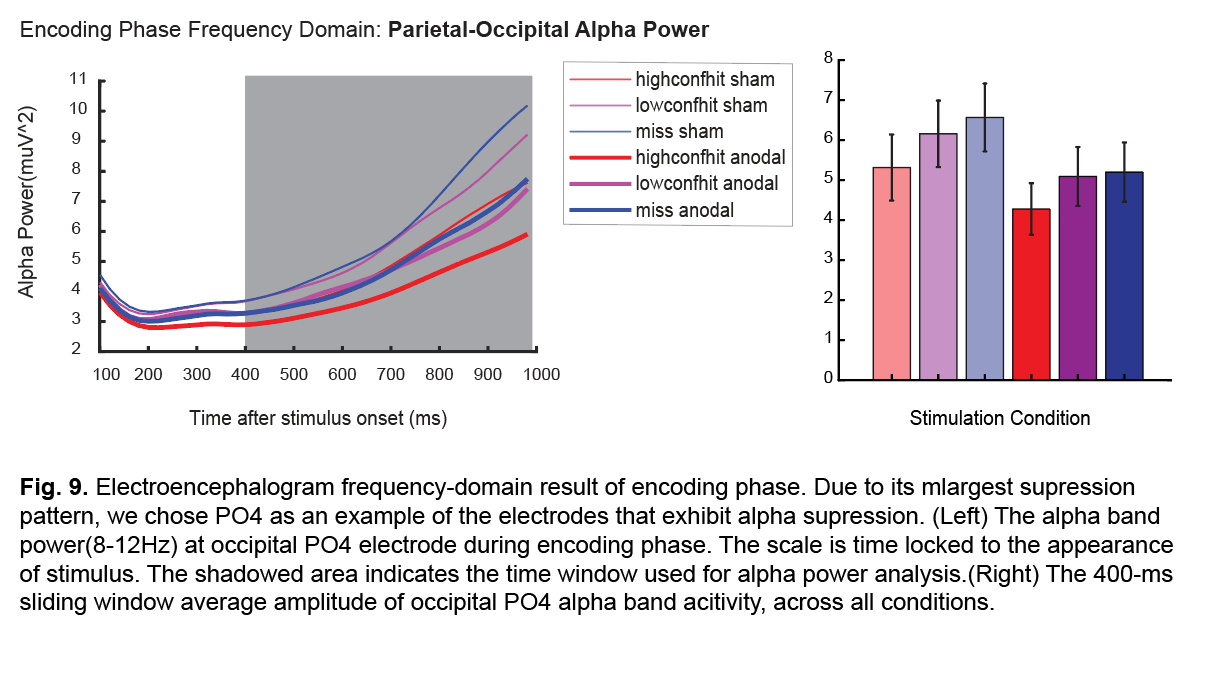 Encoding Phase Frequency Domain: Parietal-Occipital Alpha Power
Alpha Power(muV^2)
11
10
9
8
7
6
5
4
3
2
100 200 300 400 500 600 700 800 900 1000
Time after stimulus onset (ms)
highconfhit sham
lowconfhit sham
miss sham
highconfhit anodal
lowconfhit anodal
miss anodal
8
7
6
5
4
3
2
1
0
Stimulation Condition
Fig. 9. Electroencephalogram frequency-domain result of encoding phase. Due to its mlargest supression
pattern, we chose PO4 as an example of the electrodes that exhibit alpha supression. (Left) The alpha band
power(8-12Hz) at occipital PO4 electrode during encoding phase. The scale is time locked to the appearance
of stimulus. The shadowed area indicates the time window used for alpha power analysis.(Right) The 400-ms
sliding window average amplitude of occipital PO4 alpha band acitivity, across all conditions.